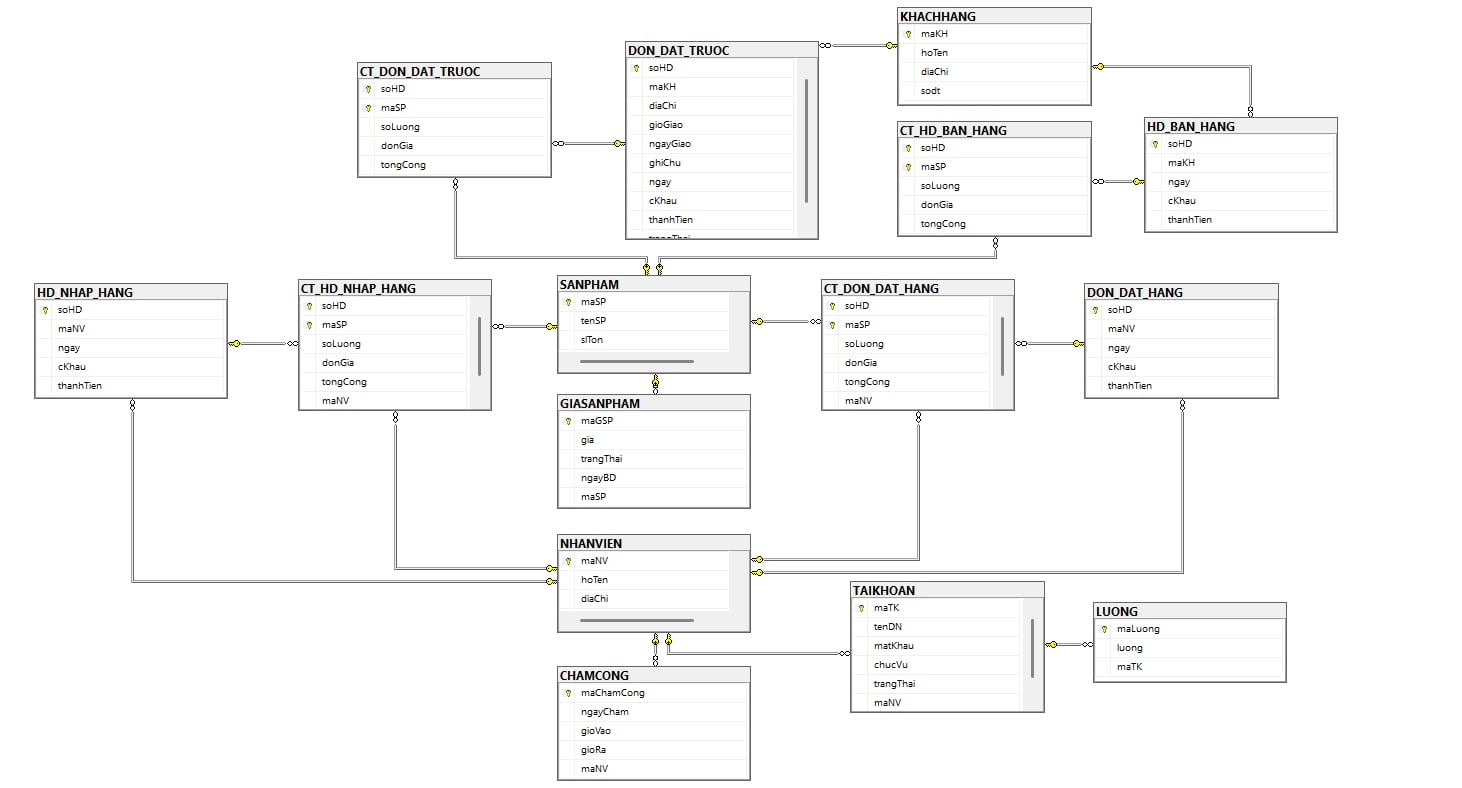 KHACHHANG
maKH
hoTen
diaChi
sodt
DON_DAT_TRUOC
soHD
maKH
diaChi
gioGiao
ngayGiao
ghiChu
ngay
cKhau
thanhTien
trangThai
CT_DON_DAT_TRUOC
soHD
maSP
soLuong
donGia
tongCong
CT_HD_BAN_HANG
soHD
maSP
soLuong
donGia
tongCong
HD_BAN_HANG
soHD
maKH
ngay
cKhau
thanhTien
HD_NHAP_HANG
soHD
maNV
ngay
cKhau
thanhTien
CT_HD_NHAP_HANG
soHD
maSP
soLuong
donGia
tongCong
maNV
SANPHAM
maSP
tenSP
slTon
CT_DON_DAT_HANG
soHD
maSP
soLuong
donGia
tongCong
maNV
DON_DAT_HANG
soHD
maNV
ngay
cKhau
thanhTien
GIASANPHAM
maGSP
gia
trangThai
ngayBD
maSP
NHANVIEN
maNV
hoTen
diaChi
TAIKHOAN
maTK
tenDN
matKhau
chucVu
trangThai
maNV
LUONG
maLuong
luong
maTK
CHAMCONG
maChamCong
ngayCham
gioVao
gioRa
maNV